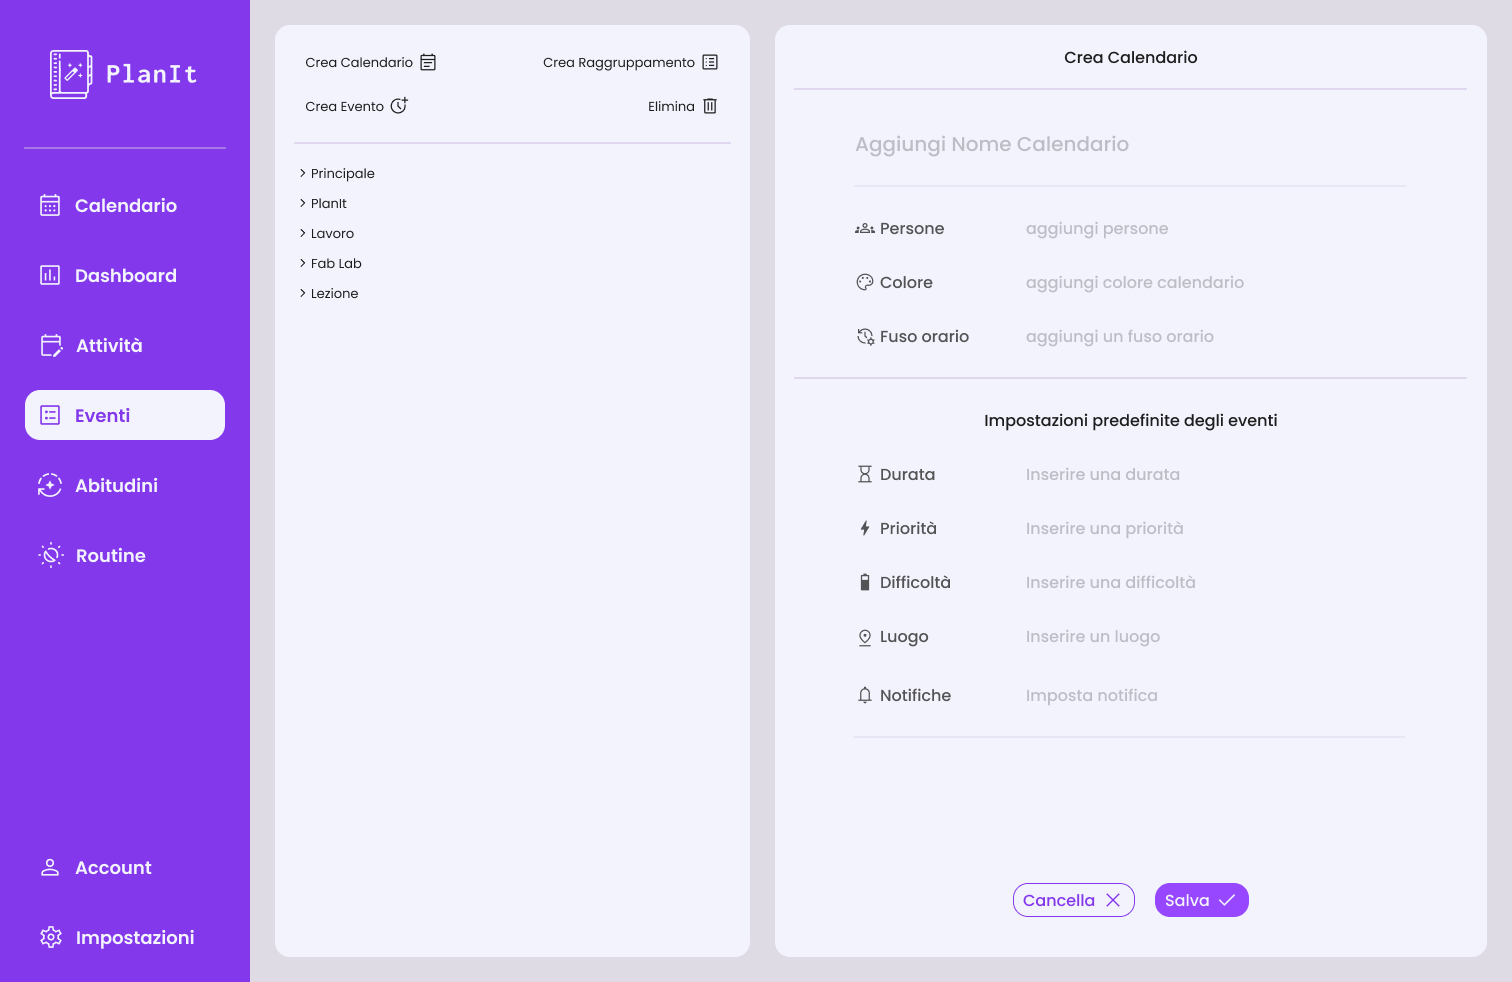 PlanIt
Calendario
Dashboard
Attività
Eventi
Abitudini
Routine
Account
Impostazioni
Crea Calendario
Crea Raggruppamento
Crea Evento
Elimina
Principale
PlanIt
Lavoro
Fab Lab
Lezione
Crea Calendario
Aggiungi Nome Calendario
Persone aggiungi persone
Colore aggiungi colore calendario
Fuso orario aggiungi un fuso orario
Impostazioni predefinite degli eventi
Durata Inserire una durata
Priorità Inserire una priorità
Difficoltà Inserire una difficoltà
Luogo Inserire un luogo
Notifiche Imposta notifica
Cancella
Salva